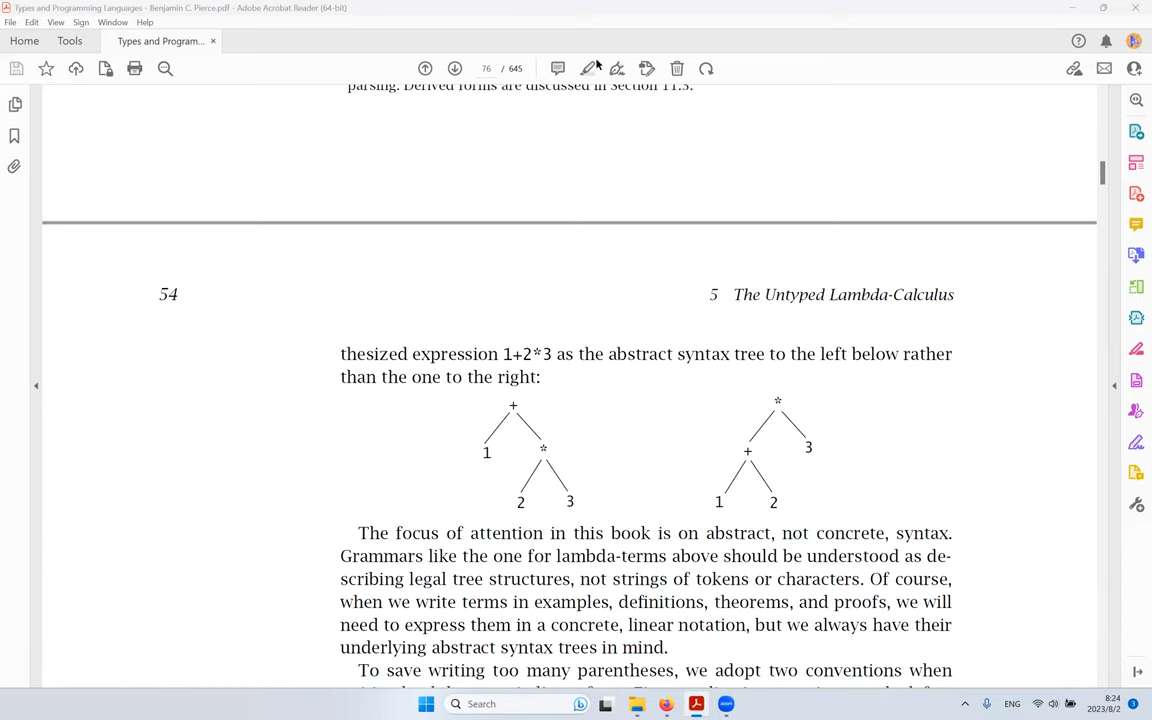 Types and Programming Languages - Benjamin C. Pierce.pdf - Adobe Acrobat Reader (64-bit)
File Edit View Sign Window Help
Home Tools Types and Program... ×
76 / 645
parsing. Derived forms are discussed in Section 11.3.
54 5 The Untyped Lambda-Calculus
thesized expression 1+2*3 as the abstract syntax tree to the left below rather
than the one to the right:
+ *
1 * + 3
2 3 1 2
The focus of attention in this book is on abstract, not concrete, syntax.
Grammars like the one for lambda-terms above should be understood as de-
scribing legal tree structures, not strings of tokens or characters. Of course,
when we write terms in examples, definitions, theorems, and proofs, we will
need to express them in a concrete, linear notation, but we always have their
underlying abstract syntax trees in mind.
To save writing too many parentheses, we adopt two conventions when
Search zoom ENG 8:24
2023/8/2 3